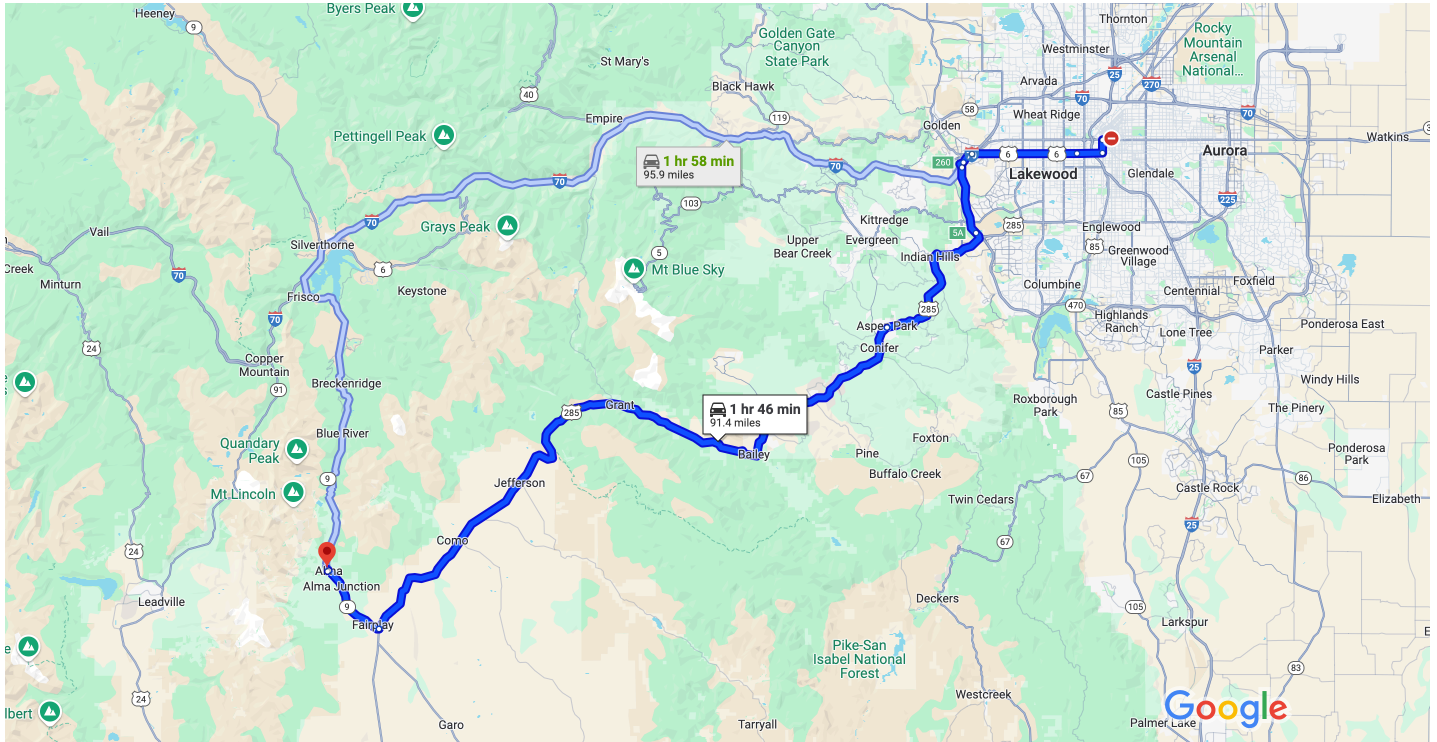 Byers Peak
Heeney
9
Thornton
Golden Gate
Canyon
State Park
Rocky
Mountain
Arsenal
National...
Westminster
St Mary's
Arvada
25
270
Black Hawk
40
70
58
Wheat Ridge
70
Empire
119
Golden
Pettingell Peak
Watkins
1 hr 58 min
95.9 miles
260
70
6
6
Aurora
70
70
Lakewood
Glendale
103
225
70
Kittredge
Grays Peak
5A
285
Englewood
Vail
Silverthorne
Upper
Bear Creek
Evergreen
85
Greenwood
Village
5
Indian Hills
Creek
6
Mt Blue Sky
70
Minturn
Keystone
Columbine
Centennial
Foxfield
Frisco
285
470
70
Highlands
Ranch
Aspen Park
Lone Tree
Ponderosa East
24
Conifer
Parker
Copper
Mountain
25
Breckenridge
Windy Hills
91
Castle Pines
Roxborough
Park
The Pinery
285
Grant
1 hr 46 min
91.4 miles
85
Blue River
Quandary
Peak
Foxton
Bailey
Pine
Ponderosa
Park
105
Buffalo Creek
9
Jefferson
86
Castle Rock
Mt Lincoln
Twin Cedars
67
Elizabeth
25
Como
67
24
Alma
Alma Junction
Leadville
Deckers
105
9
Larkspur
Fairplay
Pike-San
Isabel National
Forest
83
24
Westcreek
lbert
Garo
Tarryall
Google
Palmer Lake